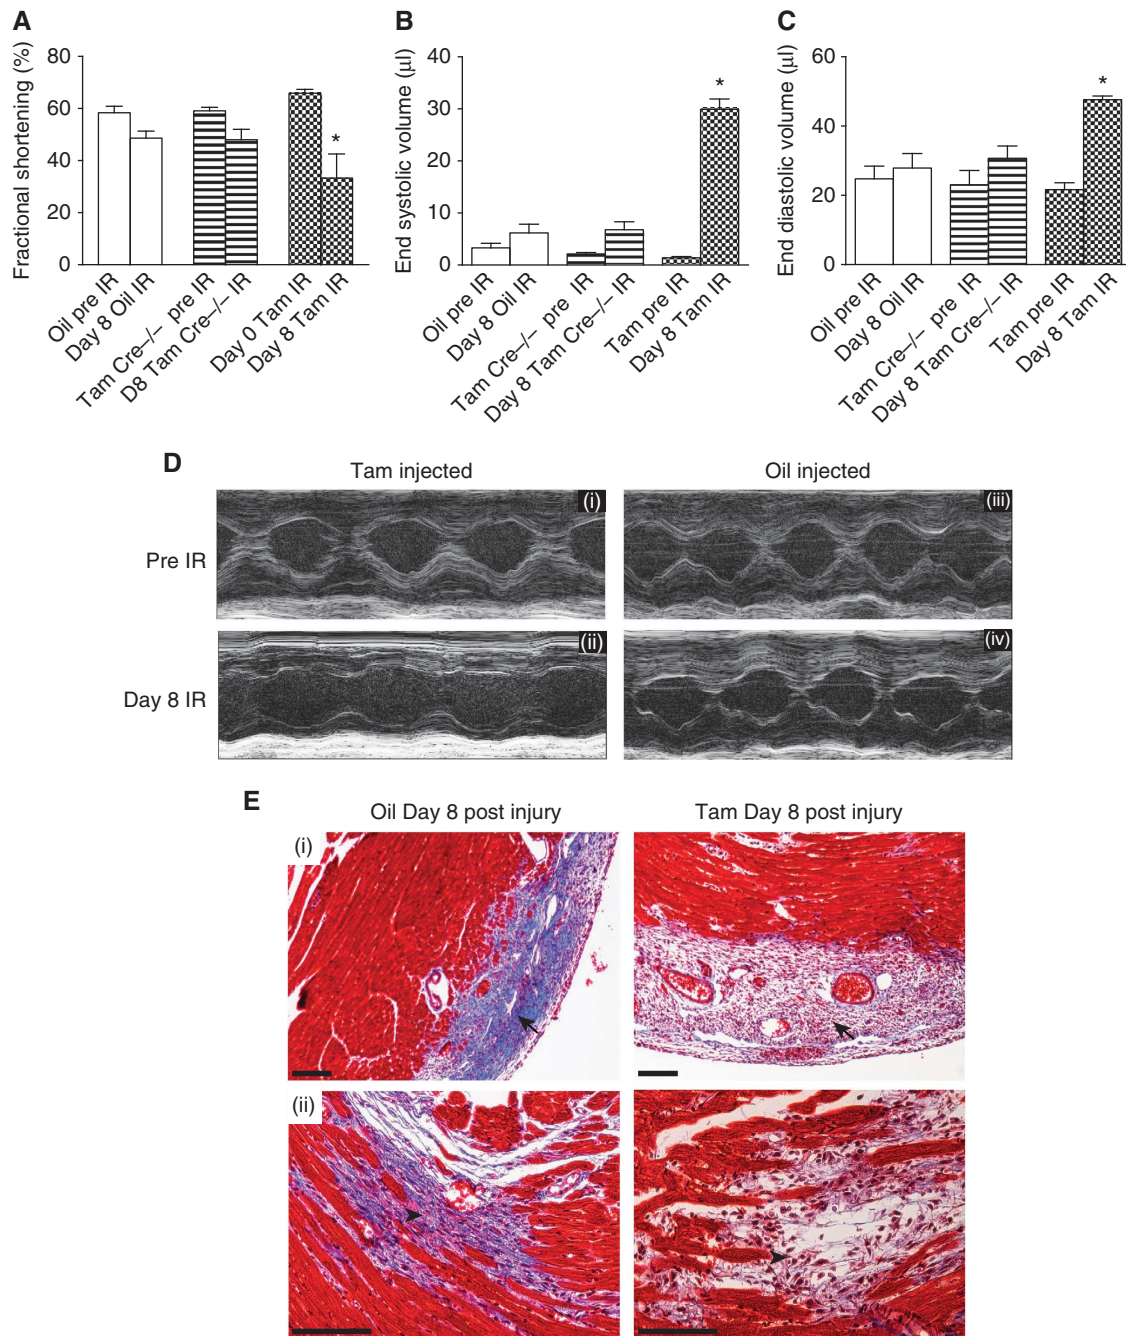 A
Fractional shortening (%)
80
60
40
20
0
*
Oil pre IR
Day 8 Oil IR
Tam Cre–/– pre IR
D8 Tam Cre–/– IR
Day 0 Tam IR
Day 8 Tam IR
B
End systolic volume (µl)
40
30
20
10
0
*
Oil pre IR
Day 8 Oil IR
Tam Cre–/– pre IR
Day 8 Tam Cre–/– IR
Tam pre IR
Day 8 Tam IR
C
End diastolic volume (µl)
60
40
20
0
*
Oil pre IR
Day 8 Oil IR
Tam Cre–/– pre IR
Day 8 Tam Cre–/– IR
Tam pre IR
Day 8 Tam IR
D
Tam injected
Oil injected
Pre IR
(i)
(iii)
Day 8 IR
(ii)
(iv)
E
Oil Day 8 post injury
Tam Day 8 post injury
(i)
(ii)